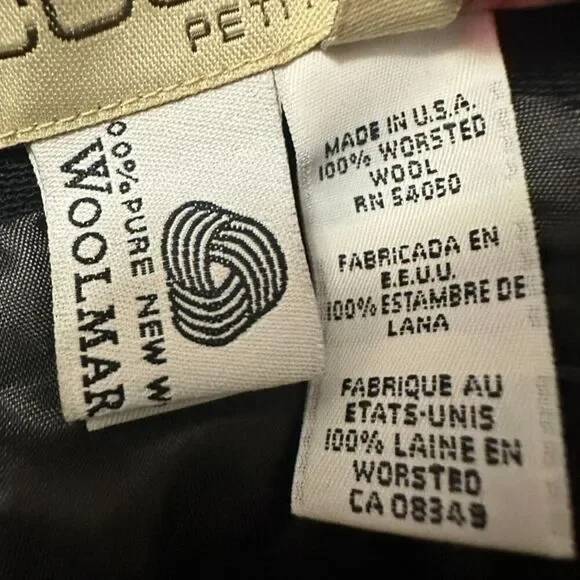 PETIT
00% PURE NEW W
WOOLMAR
MADE IN U.S.A.
100% WORSTED
WOOL
RN 54050
FABRICADA EN
E.E.U.U.
100% ESTAMBRE DE
LANA
FABRIQUE AU
ETATS-UNIS
100% LAINE EN
WORSTED
CA 08349